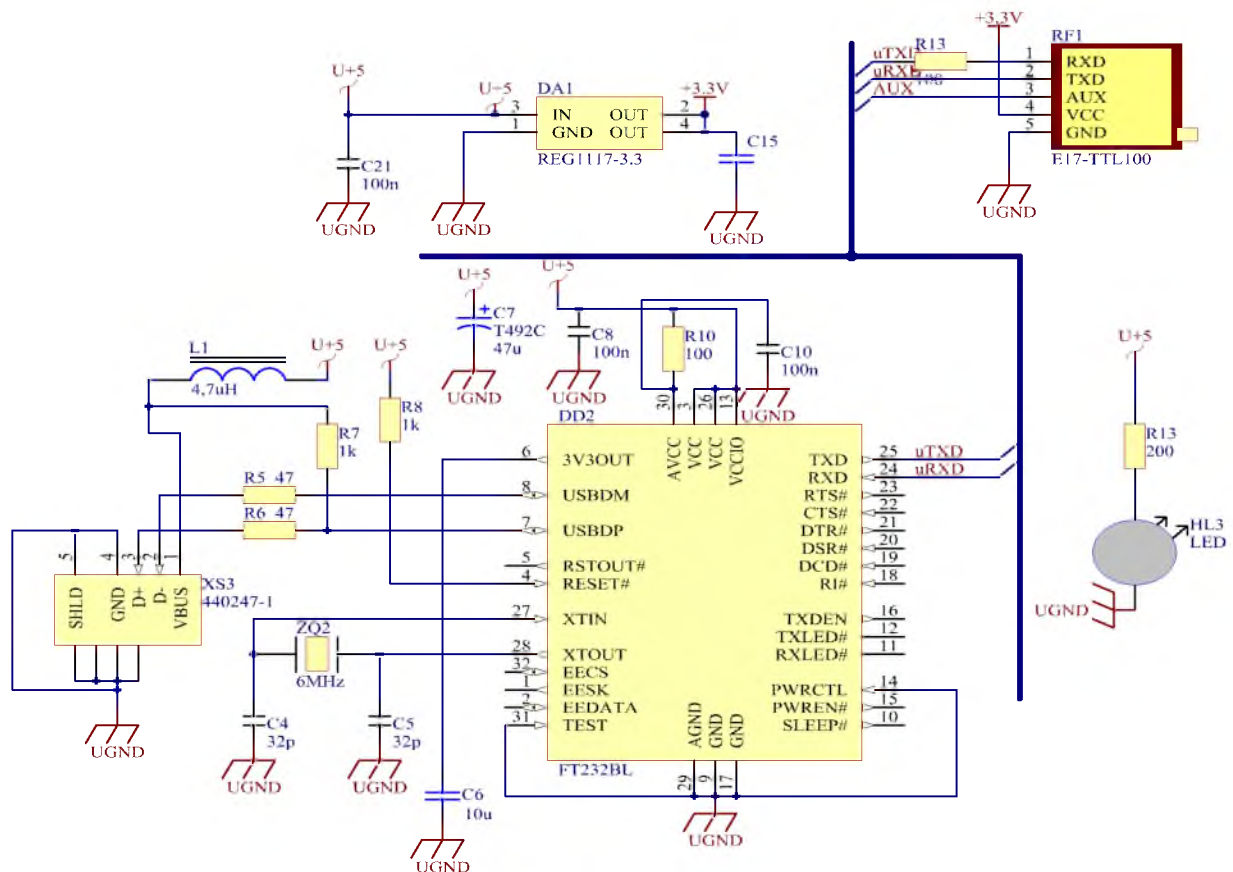 U+5
C21
100n
UGND
U+5
DA1
3 IN OUT 2
1 GND OUT 4
REG1117-3.3
UGND
+3,3V
C15
UGND
+3,3V
RF1
uTXD R13 1 RXD
uRXD 2 TXD
AUX 3 AUX
4 VCC
5 GND
E17-TTL100
UGND
U+5
C7
T492C
47u
UGND
U+5
C8
100n
UGND
R10
100
C10
100n
UGND
L1
4,7uH
U+5
U+5
R8
1k
R7
1k
R5 47
R6 47
5 4 3 2 1
SHLD GND D+ D- VBUS
XS3
440247-1
UGND
ZQ2
6MHz
C4
32p
UGND
C5
32p
UGND
C6
10u
UGND
DD2
30 3 26 13
AVCC VCC VCC VCCIO
6 3V3OUT
8 USBDM
7 USBDP
5 RSTOUT#
4 RESET#
27 XTIN
28 XTOUT
32 EECS
1 EESK
2 EEDATA
31 TEST
TXD 25 uTXD
RXD 24 uRXD
RTS# 23
CTS# 22
DTR# 21
DSR# 20
DCD# 19
RI# 18
TXDEN 16
TXLED# 12
RXLED# 11
PWRCTL 14
PWREN# 15
SLEEP# 10
AGND GND GND
29 9 17
FT232BL
UGND
U+5
R13
200
HL3
LED
UGND